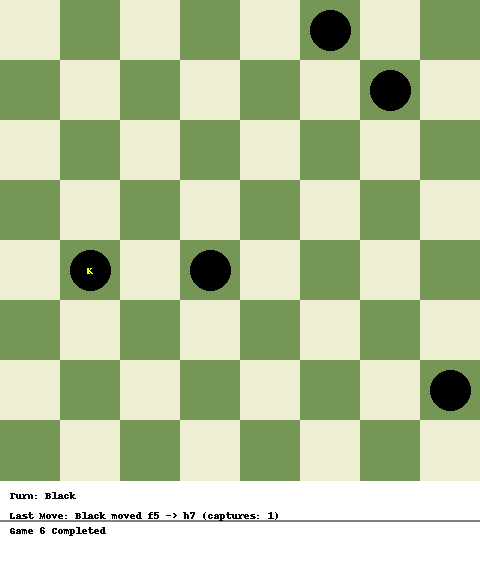 K
Turn: Black
Last Move: Black moved f5 -> h7 (captures: 1)
Game 6 Completed